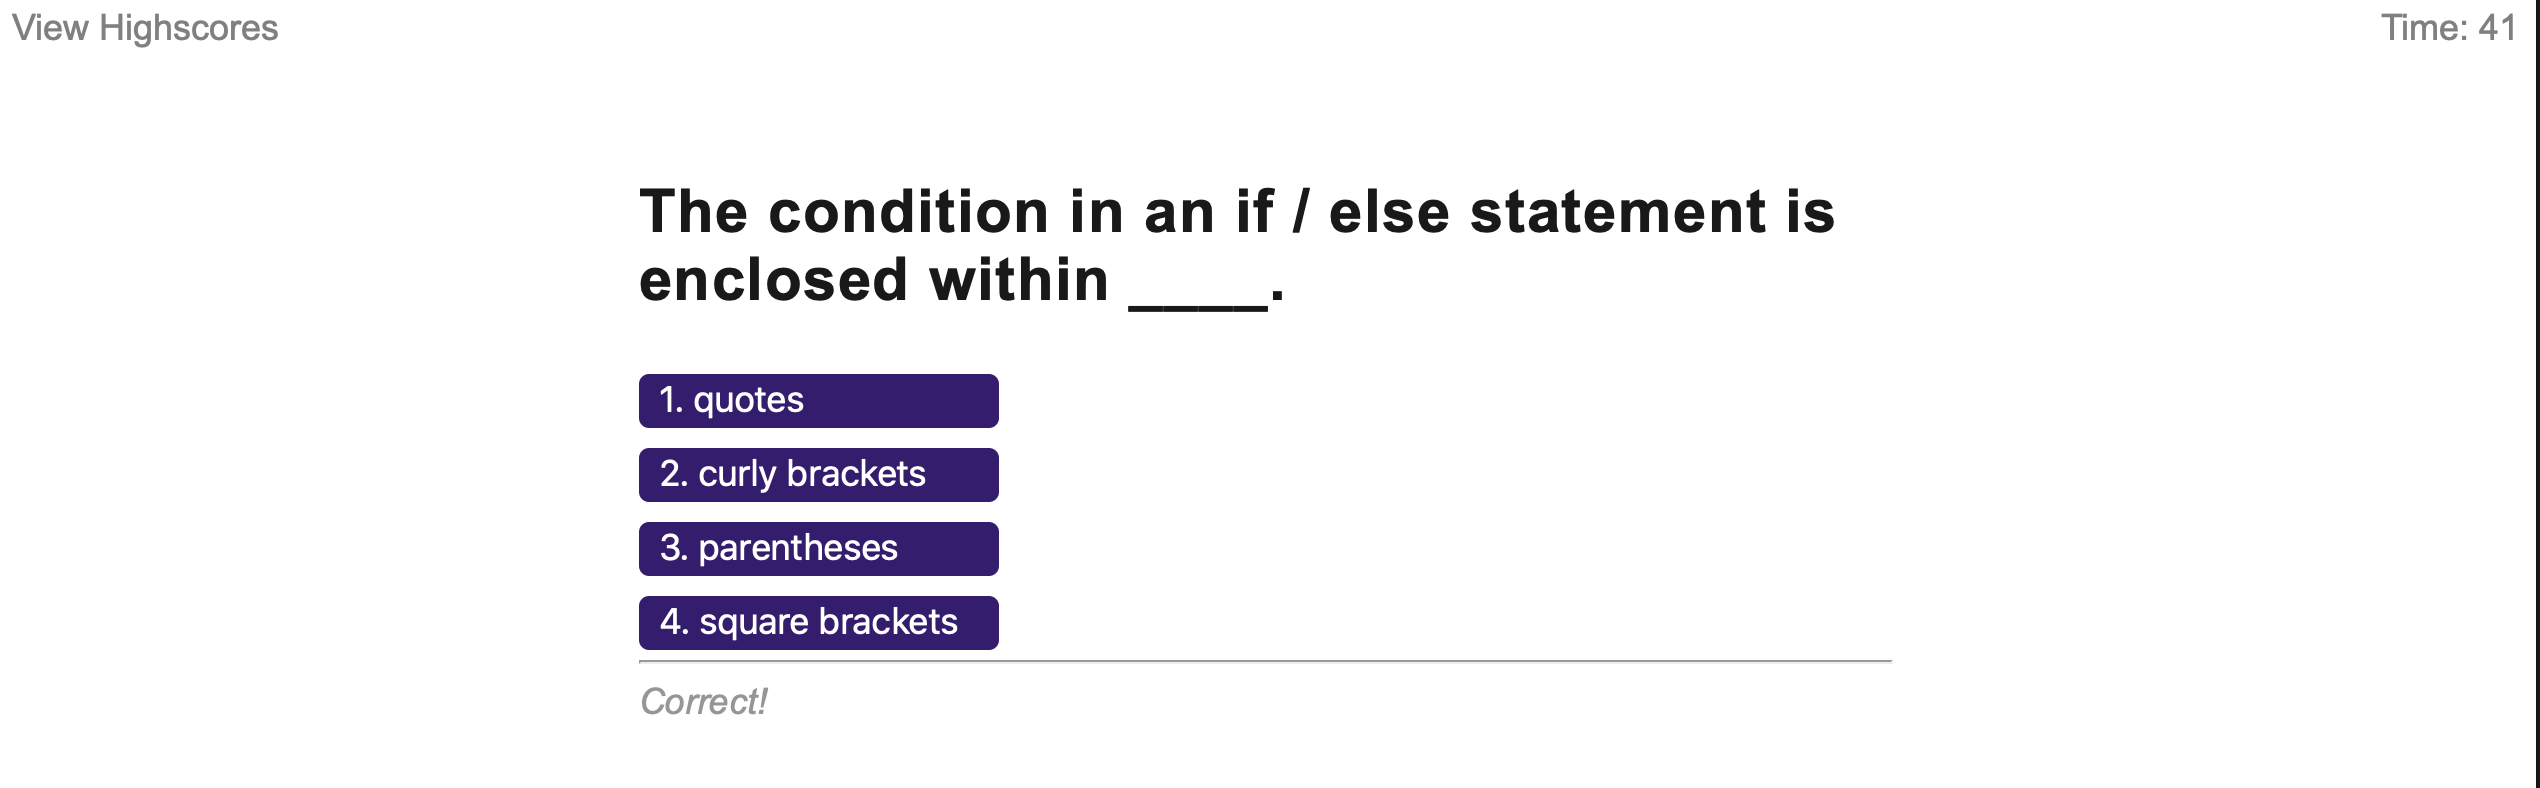 View Highscores
Time: 41
The condition in an if / else statement is
enclosed within ____.
1. quotes
2. curly brackets
3. parentheses
4. square brackets
Correct!